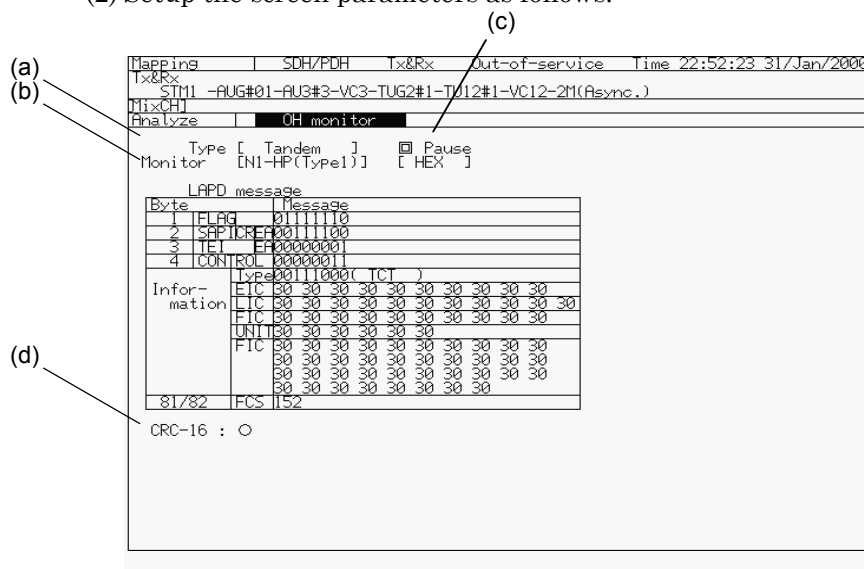 (2) Setup the screen parameters as follows.
(c)
(a)
(b)
(d)
Mapping SDH/PDH Tx&Rx Out-of-service Time 22:52:23 31/Jan/2000
Tx&Rx
STM1 -AUG#01-AU3#3-VC3-TUG2#1-TU12#1-VC12-2M(Async.)
[MixCH]
Analyze OH monitor
Type [ Tandem ] Pause
Monitor [N1-HP(Type1)] [ HEX ]
LAPD message
Byte Message
1 FLAG 01111110
2 SAPI CR EA 00111100
3 TEI EA 00000001
4 CONTROL 00000011
Infor-
mation
Type 00111000( TCT )
EIC 30 30 30 30 30 30 30 30 30 30
LIC 30 30 30 30 30 30 30 30 30 30 30
FIC 30 30 30 30 30 30 30 30 30 30
UNIT 30 30 30 30 30 30
FIC 30 30 30 30 30 30 30 30 30 30
30 30 30 30 30 30 30 30 30 30
30 30 30 30 30 30 30 30 30 30
30 30 30 30 30 30 30 30
81/82 FCS 152
CRC-16 : O